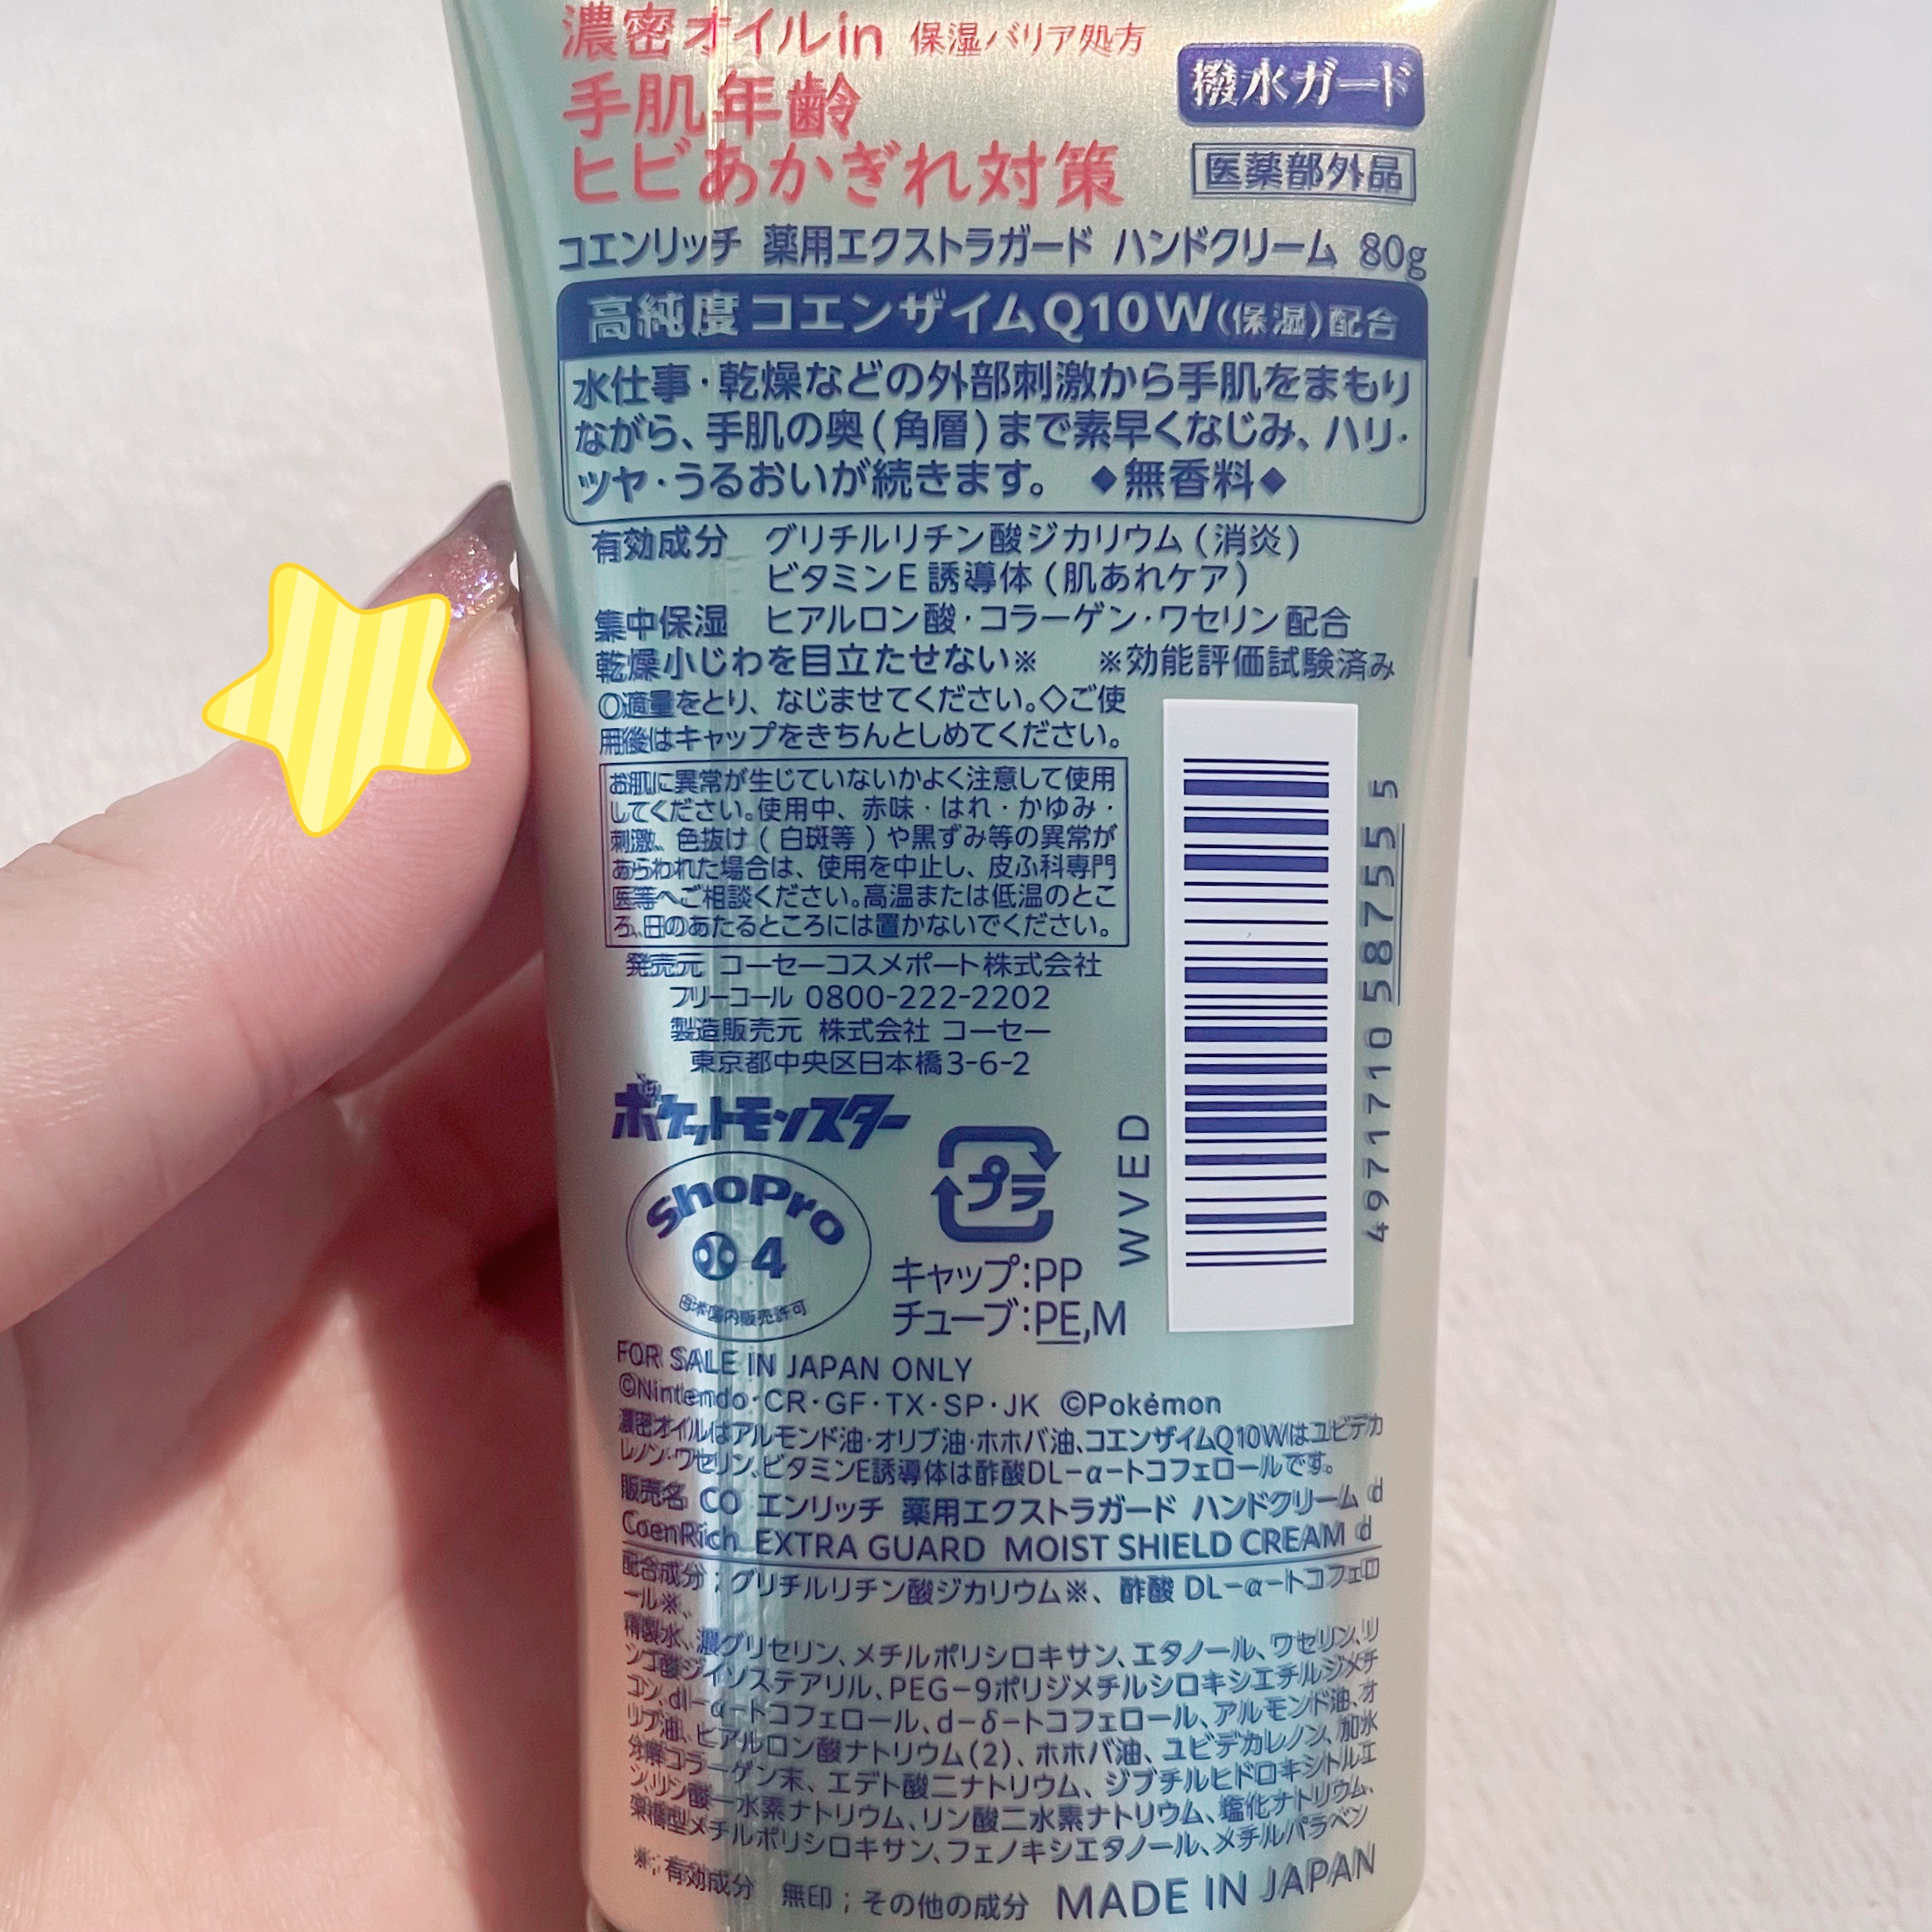 濃密オイルin 保湿バリア処方
手肌年齢
ヒビあかぎれ対策
撥水ガード
医薬部外品
コエンリッチ 薬用エクストラガード ハンドクリーム 80g
高純度コエンザイムQ10W(保湿)配合
水仕事・乾燥などの外部刺激から手肌をまもり
ながら、手肌の奥(角層)まで素早くなじみ、ハリ・
ツヤ・うるおいが続きます。 ◆無香料◆
有効成分 グリチルリチン酸ジカリウム(消炎)
ビタミンE誘導体(肌あれケア)
集中保湿 ヒアルロン酸・コラーゲン・ワセリン配合
乾燥小じわを目立たせない※ ※効能評価試験済み
○適量をとり、なじませてください。◇ご使
用後はキャップをきちんとしめてください。
お肌に異常が生じていないかよく注意して使用
してください。使用中、赤味・はれ・かゆみ・
刺激、色抜け(白斑等)や黒ずみ等の異常が
あらわれた場合は、使用を中止し、皮ふ科専門
医等へご相談ください。高温または低温のとこ
ろ、日のあたるところには置かないでください。
発売元 コーセーコスメポート株式会社
フリーコール 0800-222-2202
製造販売元 株式会社 コーセー
東京都中央区日本橋3-6-2
ポケットモンスター
ShoPro
4
日本国内販売許可
プラ
キャップ:PP
チューブ:PE,M
WVED
4971710 58755 5
FOR SALE IN JAPAN ONLY
©Nintendo・CR・GF・TX・SP・JK ©Pokémon
濃密オイルはアルモンド油・オリブ油・ホホバ油、コエンザイムQ10Wはユビデカ
レノン・ワセリン、ビタミンE誘導体は酢酸DL-α-トコフェロールです。
販売名 CO エンリッチ 薬用エクストラガード ハンドクリーム d
CoenRich EXTRA GUARD MOIST SHIELD CREAM d
配合成分;グリチルリチン酸ジカリウム※、酢酸 DL-α-トコフェロ
ール※、
精製水、濃グリセリン、メチルポリシロキサン、エタノール、ワセリン、リ
ンゴ酸ジイソステアリル、PEG-9ポリジメチルシロキシエチルジメチ
コン、dl-α-トコフェロール、d-δ-トコフェロール、アルモンド油、オ
リブ油、ヒアルロン酸ナトリウム(2)、ホホバ油、ユビデカレノン、加水
分解コラーゲン末、エデト酸二ナトリウム、ジブチルヒドロキシトルエ
ン、リン酸一水素ナトリウム、リン酸二水素ナトリウム、塩化ナトリウム、
架橋型メチルポリシロキサン、フェノキシエタノール、メチルパラベン
※;有効成分 無印;その他の成分 MADE IN JAPAN